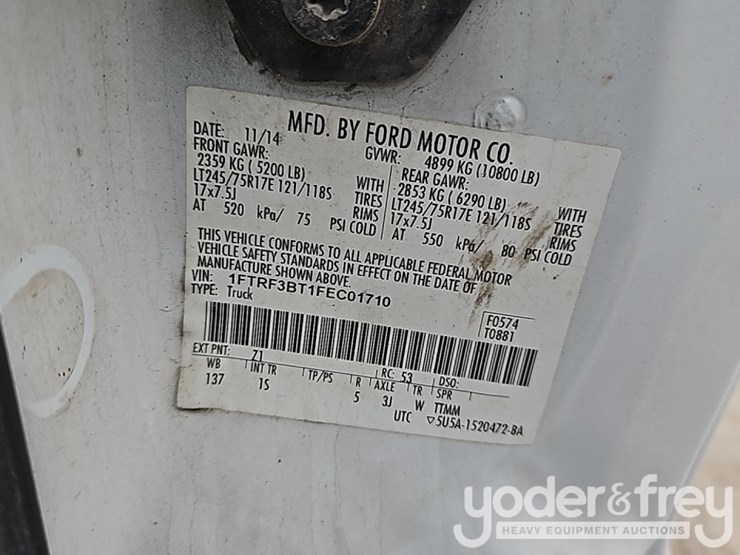 MFD. BY FORD MOTOR CO.
DATE: 11/14 GVWR: 4899 KG (10800 LB)
FRONT GAWR: REAR GAWR:
2359 KG ( 5200 LB) WITH 2853 KG ( 6290 LB) WITH
LT245/75R17E 121/118S TIRES LT245/75R17E 121/118S TIRES
17x7.5J RIMS 17x7.5J RIMS
AT 520 kPa/ 75 PSI COLD AT 550 kPa/ 80 PSI COLD
THIS VEHICLE CONFORMS TO ALL APPLICABLE FEDERAL MOTOR
VEHICLE SAFETY STANDARDS IN EFFECT ON THE DATE OF
MANUFACTURE SHOWN ABOVE.
VIN: 1FTRF3BT1FEC01710
TYPE: Truck
F0574
T0881
EXT PNT: Z1 RC: 53 DSO:
WB INT TR TP/PS R AXLE TR SPR
137 1S 5 3J W TTMM
UTC ▽5U5A-1520472-BA
yoder&frey
HEAVY EQUIPMENT AUCTIONS